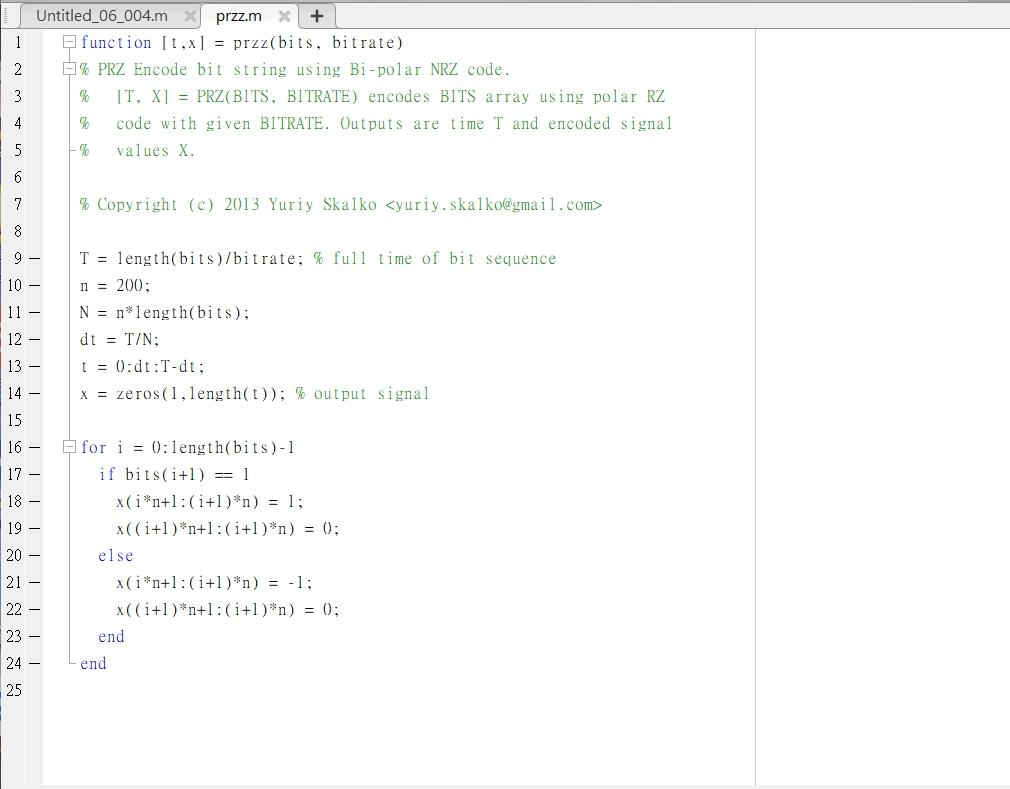 Untitled_06_004.m × przz.m × +
1 function [t,x] = przz(bits, bitrate)
2 % PRZ Encode bit string using Bi-polar NRZ code.
3 %   [T, X] = PRZ(BITS, BITRATE) encodes BITS array using polar RZ
4 %   code with given BITRATE. Outputs are time T and encoded signal
5 %   values X.
6
7 % Copyright (c) 2013 Yuriy Skalko <yuriy.skalko@gmail.com>
8
9 – T = length(bits)/bitrate; % full time of bit sequence
10 – n = 200;
11 – N = n*length(bits);
12 – dt = T/N;
13 – t = 0:dt:T-dt;
14 – x = zeros(1,length(t)); % output signal
15
16 – for i = 0:length(bits)-1
17 –   if bits(i+1) == 1
18 –     x(i*n+1:(i+1)*n) = 1;
19 –     x((i+1)*n+1:(i+1)*n) = 0;
20 –   else
21 –     x(i*n+1:(i+1)*n) = -1;
22 –     x((i+1)*n+1:(i+1)*n) = 0;
23 –   end
24 – end
25